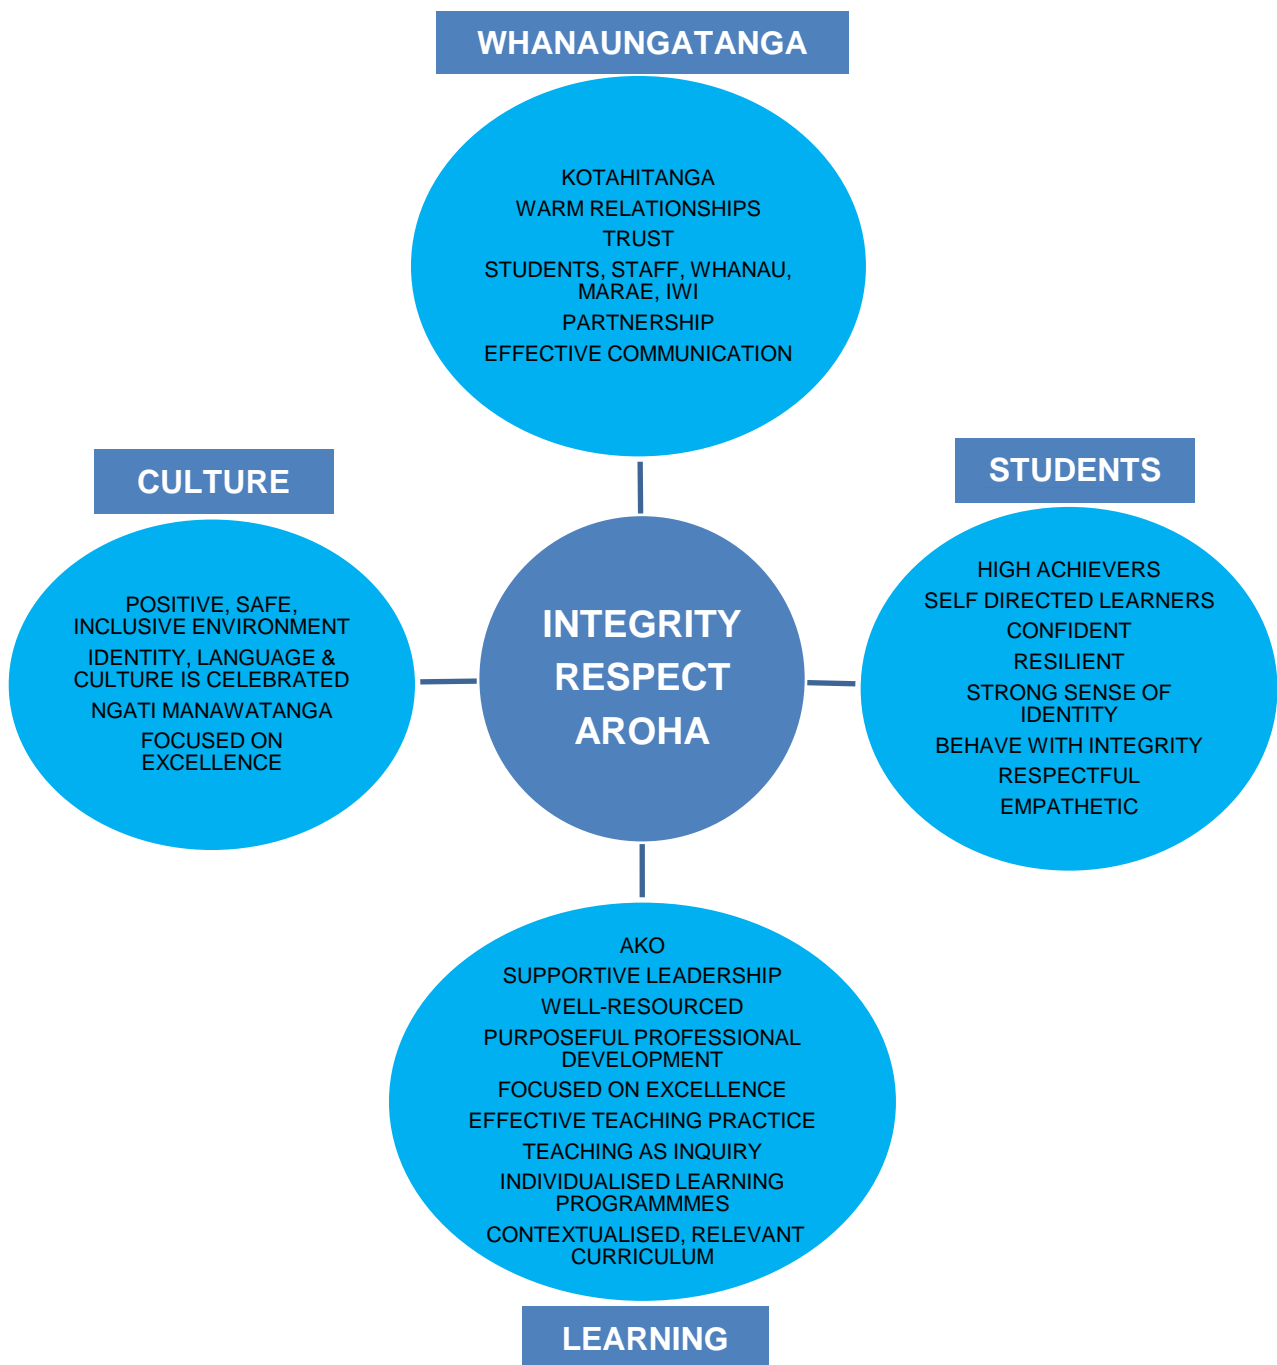 WHANAUNGATANGA
KOTAHITANGA
WARM RELATIONSHIPS
TRUST
STUDENTS, STAFF, WHANAU,
MARAE, IWI
PARTNERSHIP
EFFECTIVE COMMUNICATION
CULTURE
POSITIVE, SAFE,
INCLUSIVE ENVIRONMENT
IDENTITY, LANGUAGE &
CULTURE IS CELEBRATED
NGATI MANAWATANGA
FOCUSED ON
EXCELLENCE
INTEGRITY
RESPECT
AROHA
STUDENTS
HIGH ACHIEVERS
SELF DIRECTED LEARNERS
CONFIDENT
RESILIENT
STRONG SENSE OF
IDENTITY
BEHAVE WITH INTEGRITY
RESPECTFUL
EMPATHETIC
AKO
SUPPORTIVE LEADERSHIP
WELL-RESOURCED
PURPOSEFUL PROFESSIONAL
DEVELOPMENT
FOCUSED ON EXCELLENCE
EFFECTIVE TEACHING PRACTICE
TEACHING AS INQUIRY
INDIVIDUALISED LEARNING
PROGRAMMMES
CONTEXTUALISED, RELEVANT
CURRICULUM
LEARNING